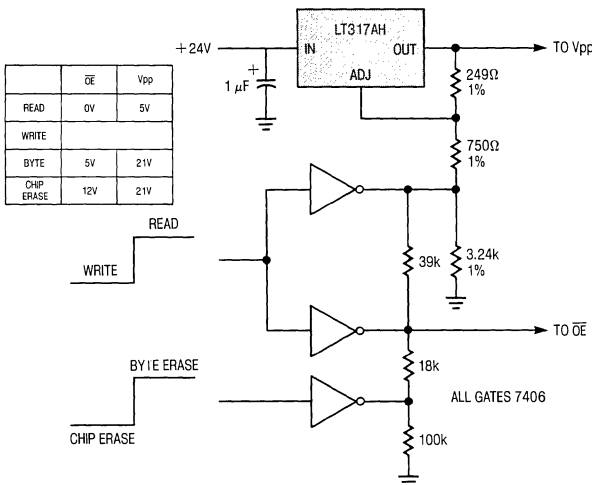 LT317AH
+24V
IN
OUT
ADJ
TO Vpp
1 µF
+
249Ω
1%
750Ω
1%
3.24k
1%
39k
TO OE
18k
100k
ALL GATES 7406
OE Vpp
READ 0V 5V
WRITE
BYTE 5V 21V
CHIP
ERASE 12V 21V
READ
WRITE
BYTE ERASE
CHIP ERASE